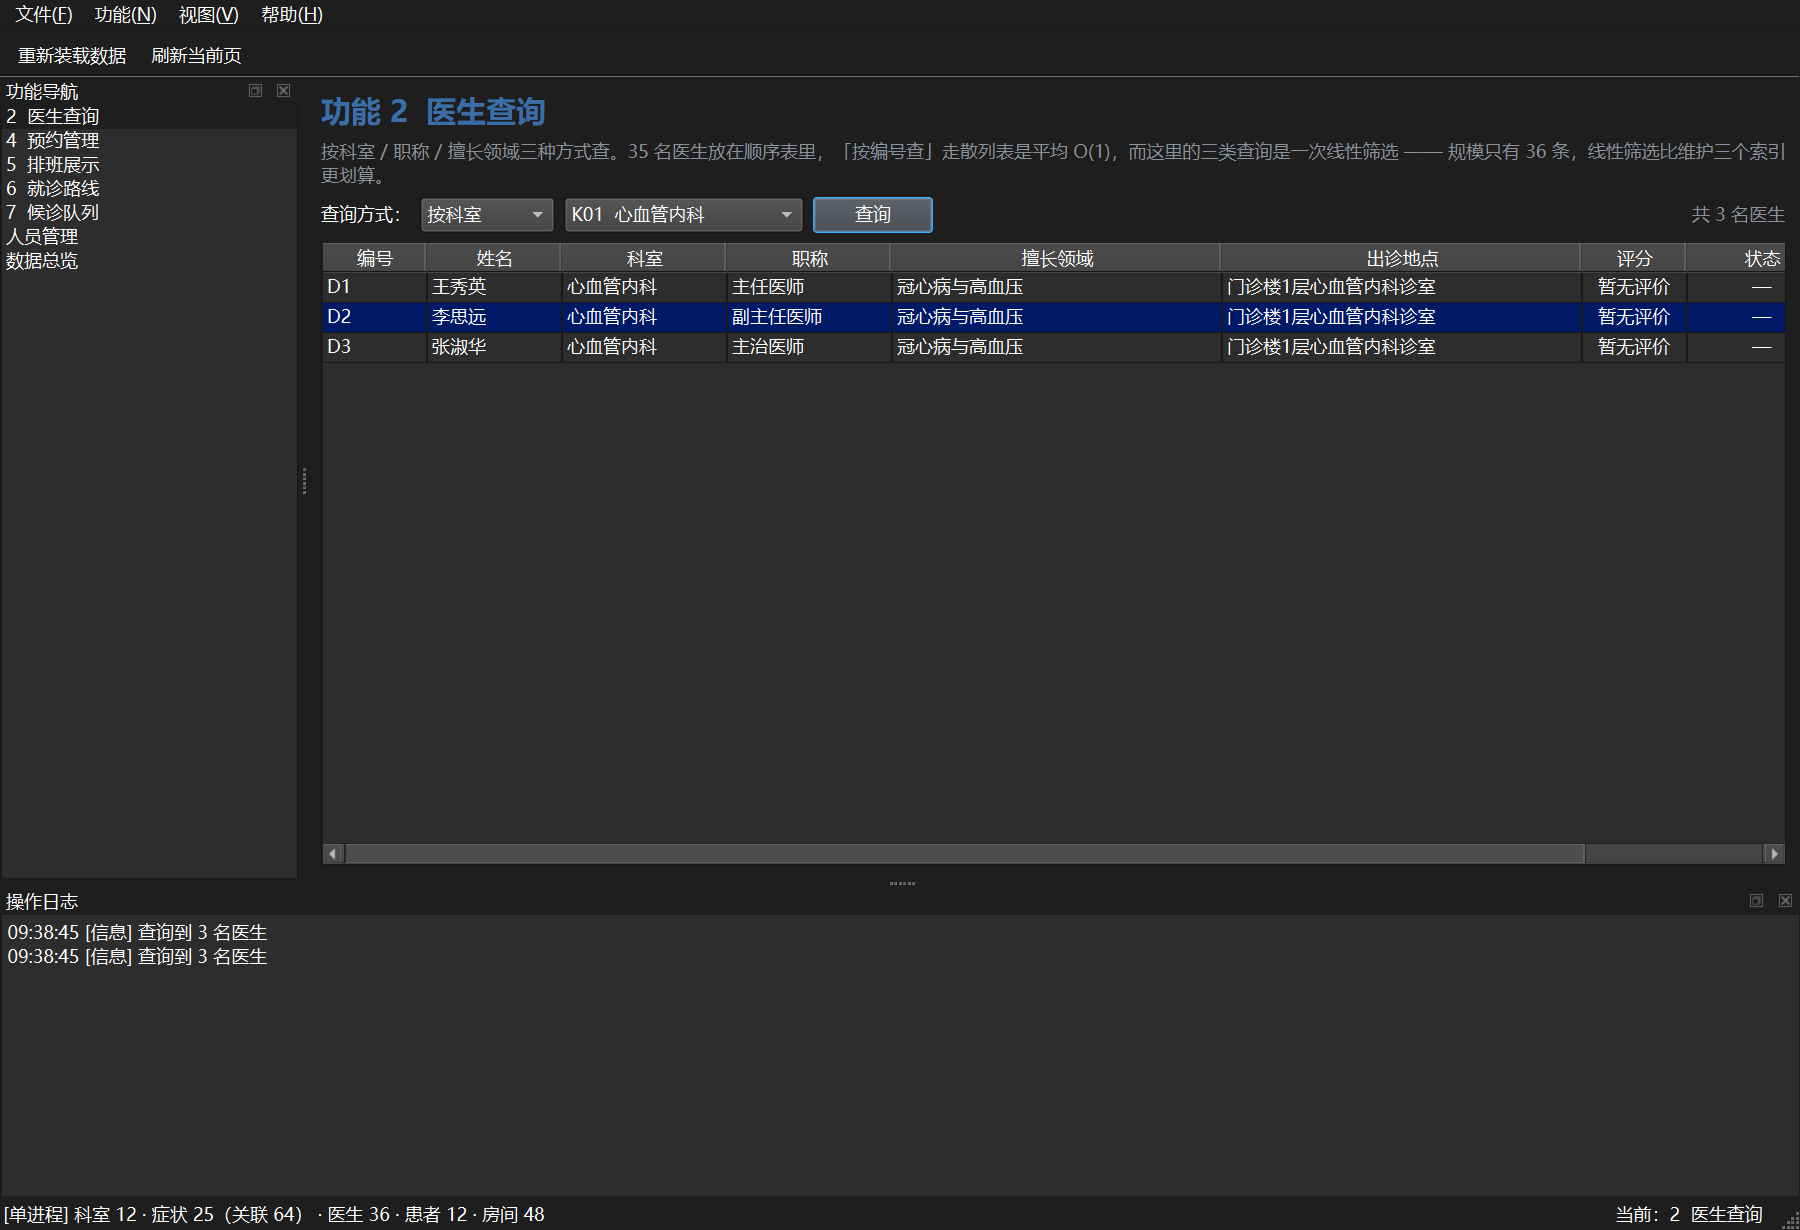 文件(F) 功能(N) 视图(V) 帮助(H)
重新装载数据 刷新当前页
功能导航
2 医生查询
4 预约管理
5 排班展示
6 就诊路线
7 候诊队列
人员管理
数据总览
功能 2 医生查询
按科室 / 职称 / 擅长领域三种方式查。35 名医生放在顺序表里，「按编号查」走散列表是平均 O(1)，而这里的三类查询是一次线性筛选 —— 规模只有 36 条，线性筛选比维护三个索引
更划算。
查询方式： 按科室 K01 心血管内科 查询 共 3 名医生
编号 姓名 科室 职称 擅长领域 出诊地点 评分 状态
D1 王秀英 心血管内科 主任医师 冠心病与高血压 门诊楼1层心血管内科诊室 暂无评价 —
D2 李思远 心血管内科 副主任医师 冠心病与高血压 门诊楼1层心血管内科诊室 暂无评价 —
D3 张淑华 心血管内科 主治医师 冠心病与高血压 门诊楼1层心血管内科诊室 暂无评价 —
操作日志
09:38:45 [信息] 查询到 3 名医生
09:38:45 [信息] 查询到 3 名医生
[单进程] 科室 12 · 症状 25（关联 64） · 医生 36 · 患者 12 · 房间 48 当前：2 医生查询